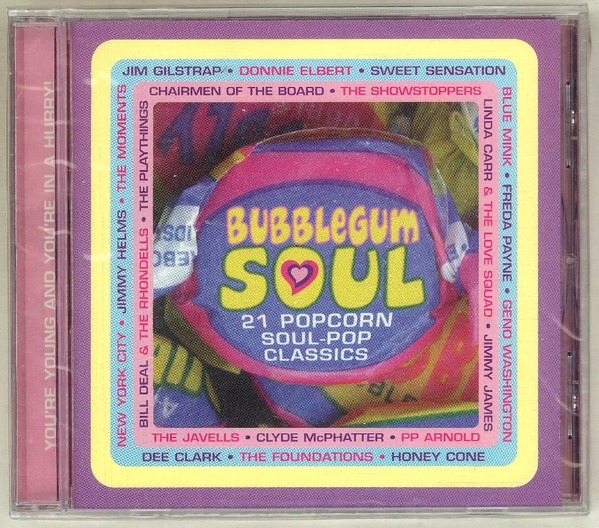 YOU'RE YOUNG AND YOU'RE IN A HURRY!
JIM GILSTRAP • DONNIE ELBERT • SWEET SENSATION
BLUE MINK • FREDA PAYNE • GENO WASHINGTON
DEE CLARK • THE FOUNDATIONS • HONEY CONE
NEW YORK CITY • JIMMY HELMS • THE MOMENTS
CHAIRMEN OF THE BOARD • THE SHOWSTOPPERS
LINDA CARR & THE LOVE SQUAD • JIMMY JAMES
THE JAVELLS • CLYDE McPHATTER • PP ARNOLD
BILL DEAL & THE RHONDELLS • THE PLAYTHINGS
BUBBLEGUM
SOUL
21 POPCORN
SOUL-POP
CLASSICS